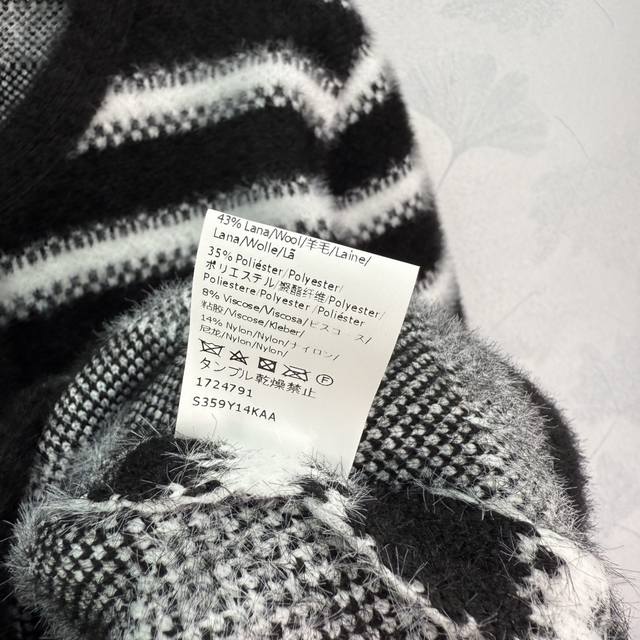 43% Lana/Wool/羊毛/Laine/
Lana/Wolle/Lã
35% Poliéster/Polyester/
ポリエステル/聚酯纤维/Polyester/
Poliestere/Polyester/Poliéster
8% Viscose/Viscosa/ビスコース/
粘胶/Viscose/Kleber/
14% Nylon/Nylon/ナイロン/
尼龙/Nylon/Nylon/
P
タンブル乾燥禁止
1724791
S359Y14KAA